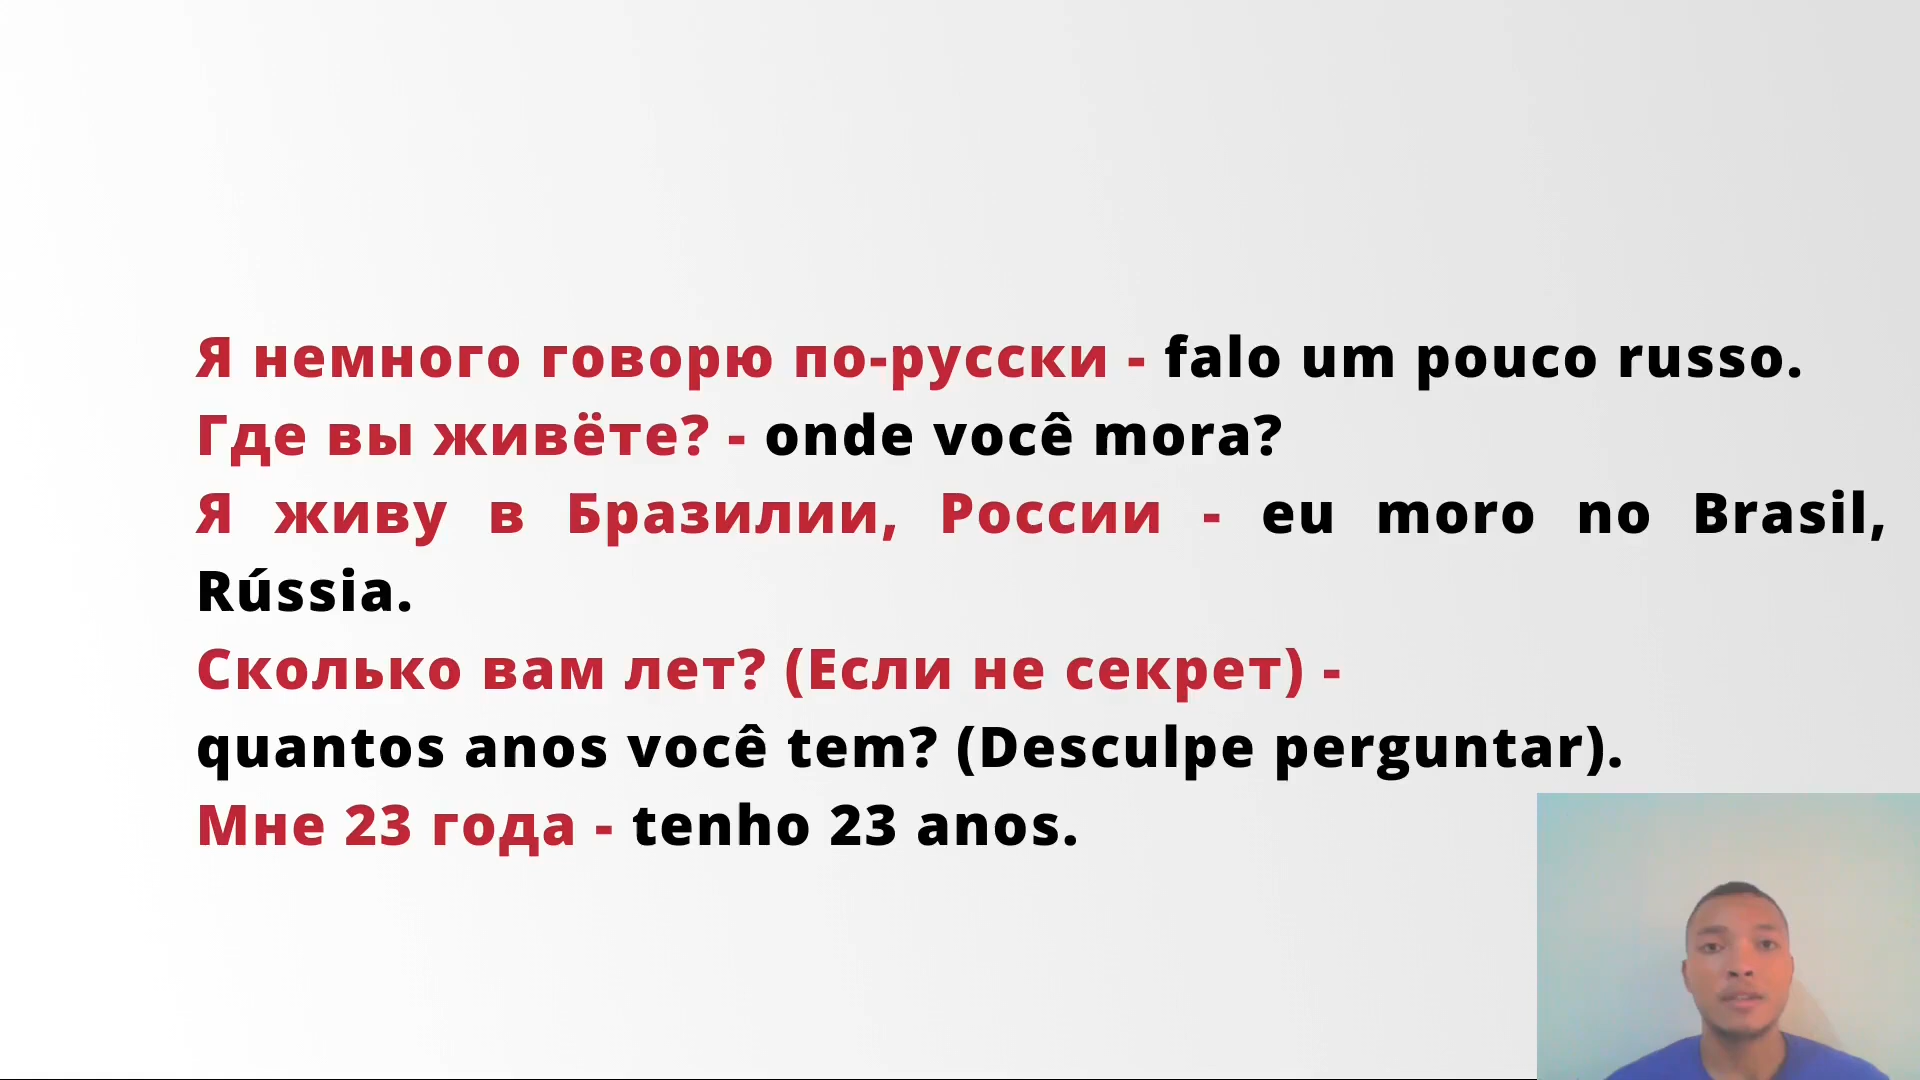 Я немного говорю по-русски - falo um pouco russo.
Где вы живёте? - onde você mora?
Я живу в Бразилии, России - eu moro no Brasil,
Rússia.
Сколько вам лет? (Если не секрет) -
quantos anos você tem? (Desculpe perguntar).
Мне 23 года - tenho 23 anos.